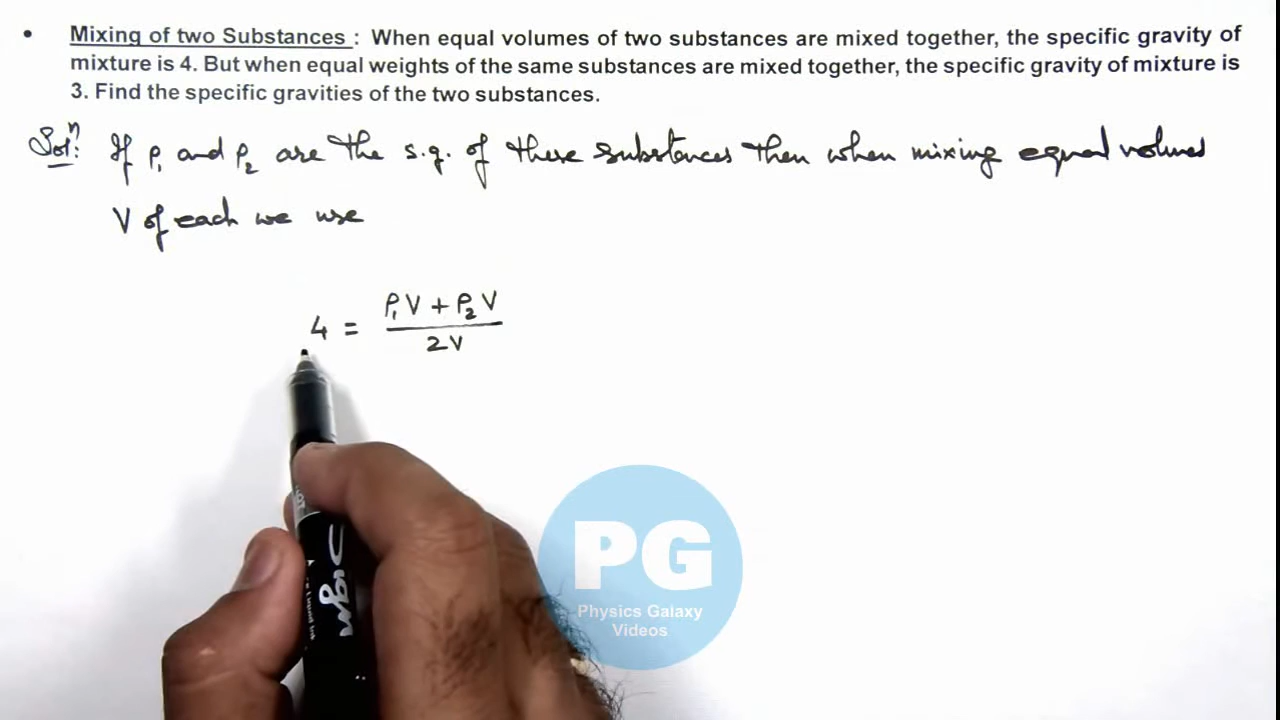 • Mixing of two Substances : When equal volumes of two substances are mixed together, the specific gravity of
mixture is 4. But when equal weights of the same substances are mixed together, the specific gravity of mixture is
3. Find the specific gravities of the two substances.
Solⁿ: If ρ₁ and ρ₂ are the s.g. of these substances then when mixing equal volumes
V of each we use
4 = (ρ₁V + ρ₂V) / 2V
PG
Physics Galaxy
Videos